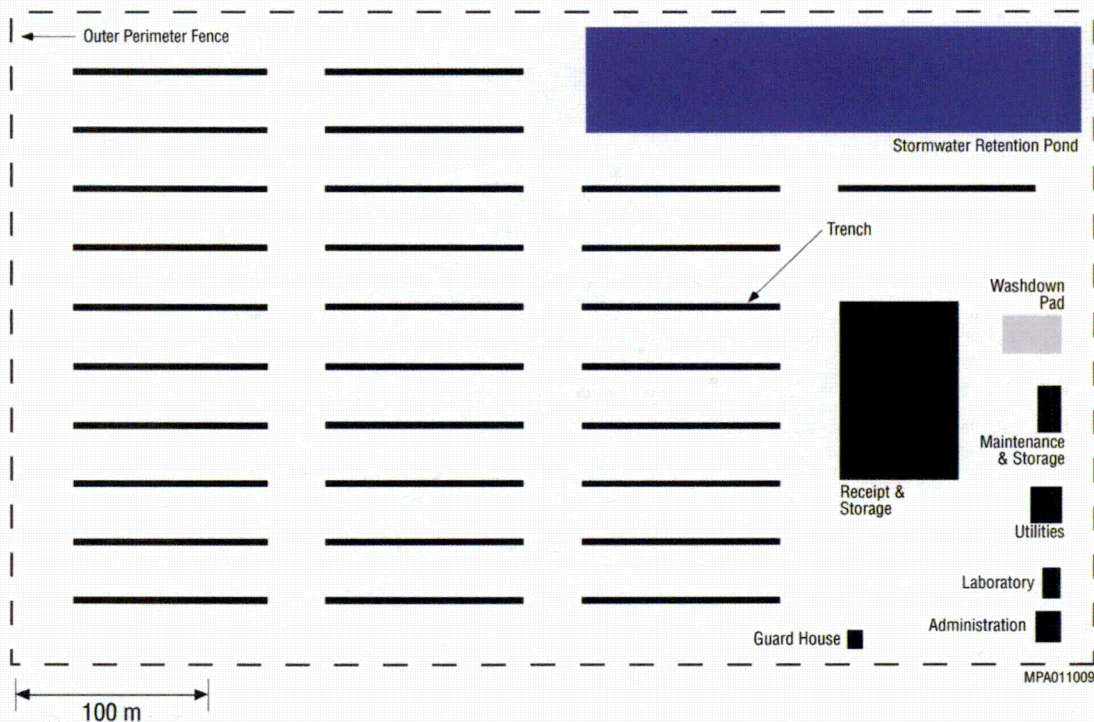 Outer Perimeter Fence
Stormwater Retention Pond
Trench
Washdown
Pad
Maintenance
& Storage
Receipt &
Storage
Utilities
Laboratory
Administration
Guard House
MPA011009
100 m